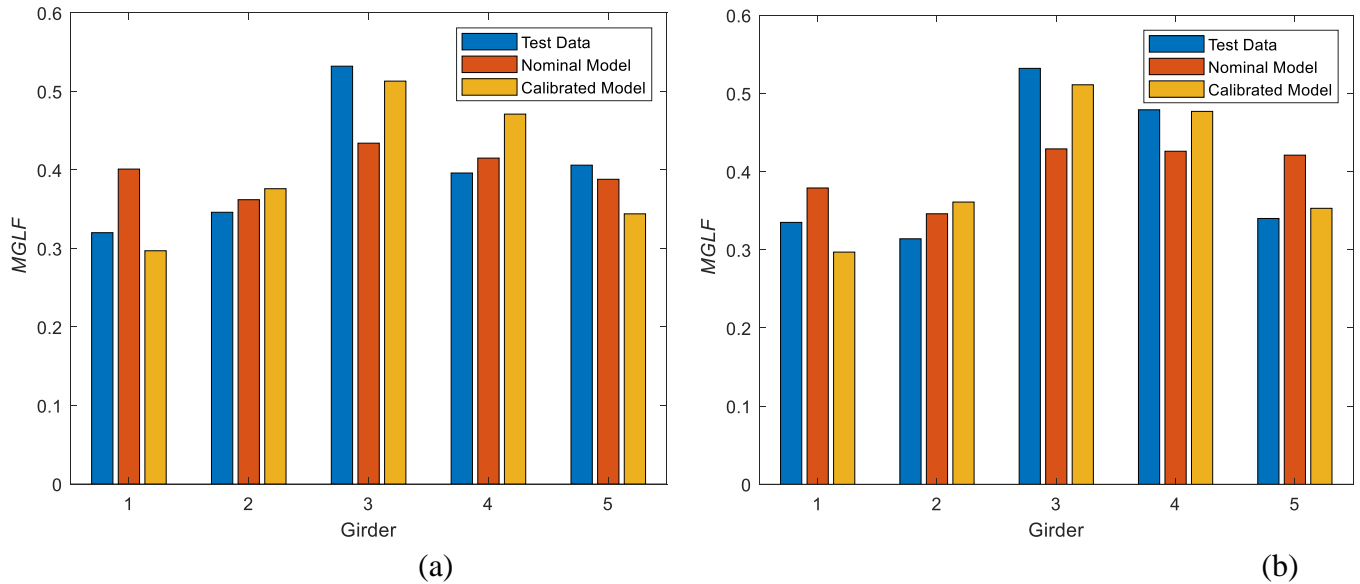 0.6
0.5
0.4
0.3
0.2
0.1
0
MGLF
Test Data
Nominal Model
Calibrated Model
1 2 3 4 5
Girder
(a)
0.6
0.5
0.4
0.3
0.2
0.1
0
MGLF
Test Data
Nominal Model
Calibrated Model
1 2 3 4 5
Girder
(b)